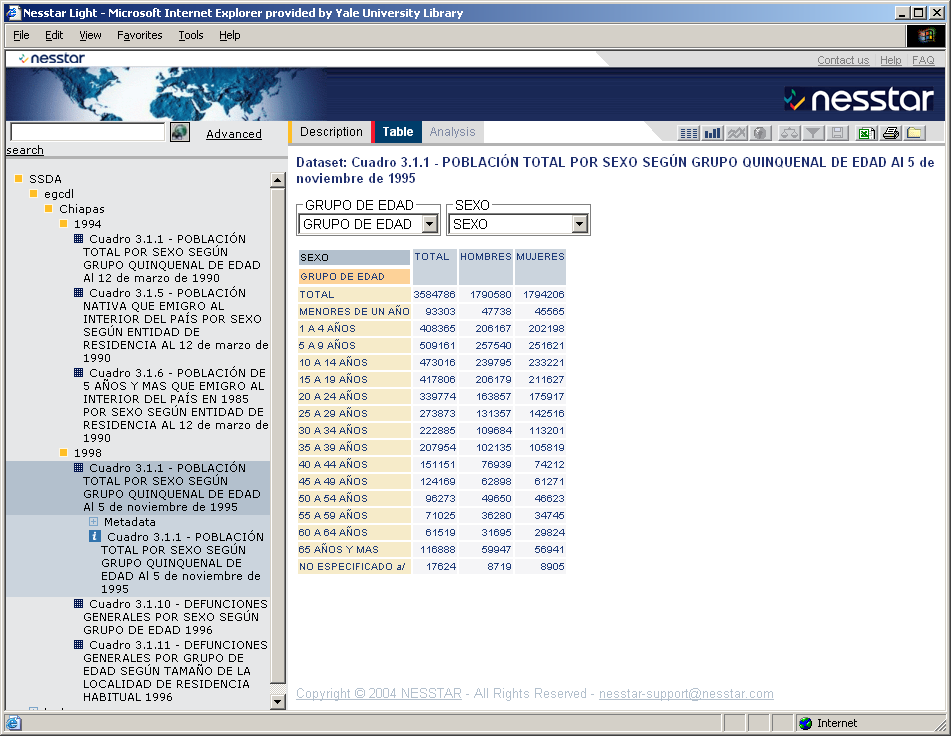 Nesstar Light - Microsoft Internet Explorer provided by Yale University Library
File Edit View Favorites Tools Help
nesstar
Contact us Help FAQ
nesstar
Advanced
search
Description Table Analysis
SSDA
egcdl
Chiapas
1994
Cuadro 3.1.1 - POBLACIÓN
TOTAL POR SEXO SEGÚN
GRUPO QUINQUENAL DE EDAD
Al 12 de marzo de 1990
Cuadro 3.1.5 - POBLACIÓN
NATIVA QUE EMIGRO AL
INTERIOR DEL PAÍS POR SEXO
SEGÚN ENTIDAD DE
RESIDENCIA AL 12 de marzo de
1990
Cuadro 3.1.6 - POBLACIÓN DE
5 AÑOS Y MAS QUE EMIGRO AL
INTERIOR DEL PAÍS EN 1985
POR SEXO SEGÚN ENTIDAD DE
RESIDENCIA AL 12 de marzo de
1990
1998
Cuadro 3.1.1 - POBLACIÓN
TOTAL POR SEXO SEGÚN
GRUPO QUINQUENAL DE EDAD
Al 5 de noviembre de 1995
Metadata
Cuadro 3.1.1 - POBLACIÓN
TOTAL POR SEXO SEGÚN
GRUPO QUINQUENAL DE
EDAD Al 5 de noviembre de
1995
Cuadro 3.1.10 - DEFUNCIONES
GENERALES POR SEXO SEGÚN
GRUPO DE EDAD 1996
Cuadro 3.1.11 - DEFUNCIONES
GENERALES POR GRUPO DE
EDAD SEGÚN TAMAÑO DE LA
LOCALIDAD DE RESIDENCIA
HABITUAL 1996
Dataset: Cuadro 3.1.1 - POBLACIÓN TOTAL POR SEXO SEGÚN GRUPO QUINQUENAL DE EDAD Al 5 de
noviembre de 1995
GRUPO DE EDAD SEXO
GRUPO DE EDAD SEXO
SEXO TOTAL HOMBRES MUJERES
GRUPO DE EDAD
TOTAL 3584786 1790580 1794206
MENORES DE UN AÑO 93303 47738 45565
1 A 4 AÑOS 408365 206167 202198
5 A 9 AÑOS 509161 257540 251621
10 A 14 AÑOS 473016 239795 233221
15 A 19 AÑOS 417806 206179 211627
20 A 24 AÑOS 339774 163857 175917
25 A 29 AÑOS 273873 131357 142516
30 A 34 AÑOS 222885 109684 113201
35 A 39 AÑOS 207954 102135 105819
40 A 44 AÑOS 151151 76939 74212
45 A 49 AÑOS 124169 62898 61271
50 A 54 AÑOS 96273 49650 46623
55 A 59 AÑOS 71025 36280 34745
60 A 64 AÑOS 61519 31695 29824
65 AÑOS Y MAS 116888 59947 56941
NO ESPECIFICADO a/ 17624 8719 8905
Copyright © 2004 NESSTAR - All Rights Reserved - nesstar-support@nesstar.com
Internet